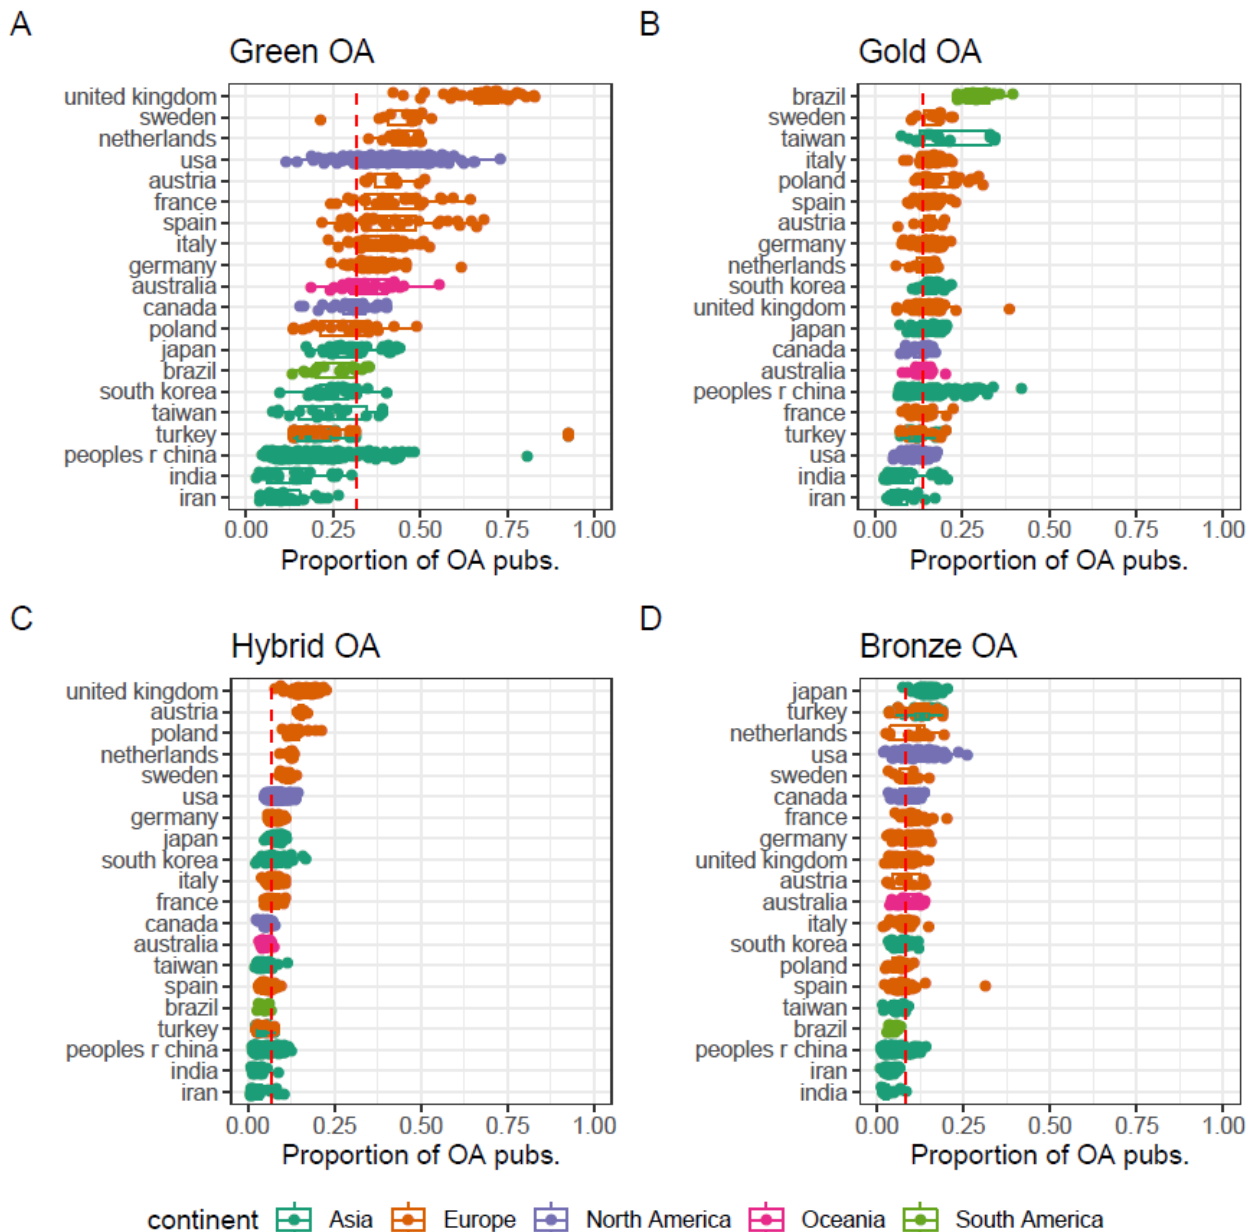 A
Green OA
united kingdom
sweden
netherlands
usa
austria
france
spain
italy
germany
australia
canada
poland
japan
brazil
south korea
taiwan
turkey
peoples r china
india
iran
0.00 0.25 0.50 0.75 1.00
Proportion of OA pubs.
B
Gold OA
brazil
sweden
taiwan
italy
poland
spain
austria
germany
netherlands
south korea
united kingdom
japan
canada
australia
peoples r china
france
turkey
usa
india
iran
0.00 0.25 0.50 0.75 1.00
Proportion of OA pubs.
C
Hybrid OA
united kingdom
austria
poland
netherlands
sweden
usa
germany
japan
south korea
italy
france
canada
australia
taiwan
spain
brazil
turkey
peoples r china
india
iran
0.00 0.25 0.50 0.75 1.00
Proportion of OA pubs.
D
Bronze OA
japan
turkey
netherlands
usa
sweden
canada
france
germany
united kingdom
austria
australia
italy
south korea
poland
spain
taiwan
brazil
peoples r china
iran
india
0.00 0.25 0.50 0.75 1.00
Proportion of OA pubs.
continent Asia Europe North America Oceania South America